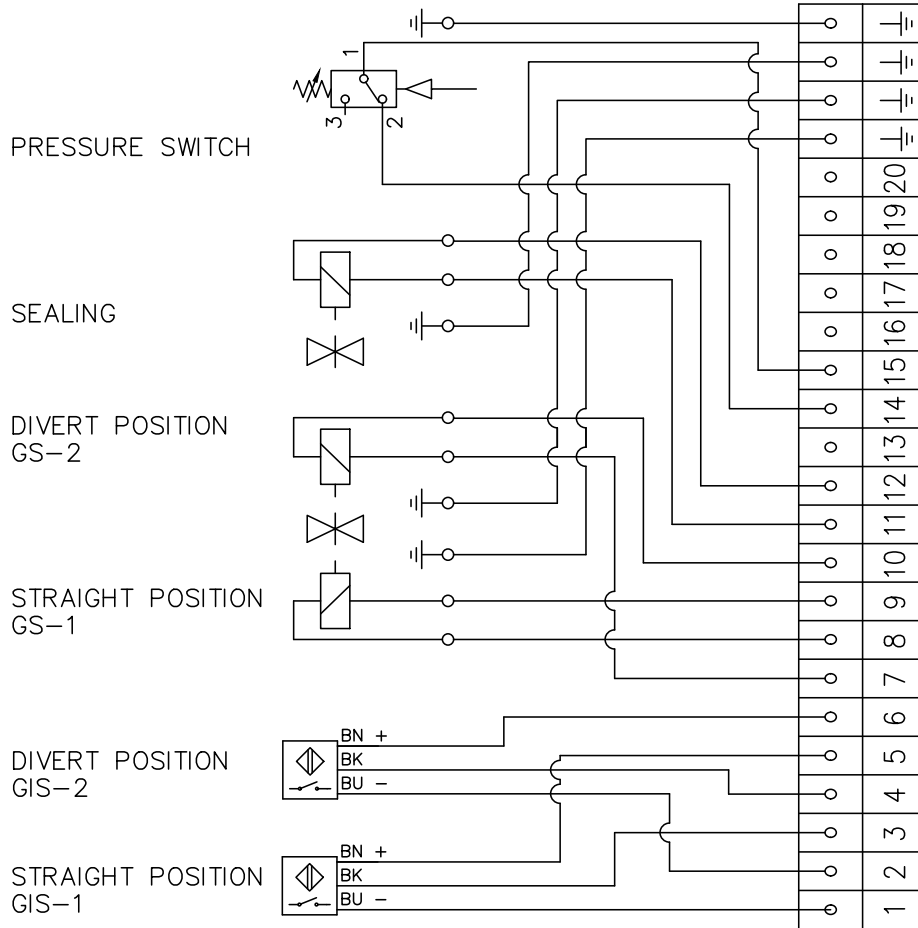 1
3
2
PRESSURE SWITCH
20
19
18
17
SEALING
16
15
14
DIVERT POSITION
GS-2
13
12
11
10
STRAIGHT POSITION
GS-1
9
8
7
6
DIVERT POSITION
GIS-2
BN +
BK
BU -
5
4
3
STRAIGHT POSITION
GIS-1
BN +
BK
BU -
2
1